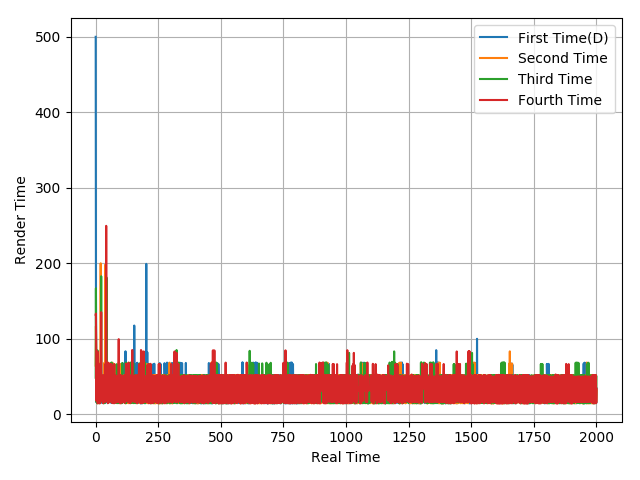 500
400
300
200
100
0
Render Time
0
250
500
750
1000
1250
1500
1750
2000
Real Time
First Time(D)
Second Time
Third Time
Fourth Time